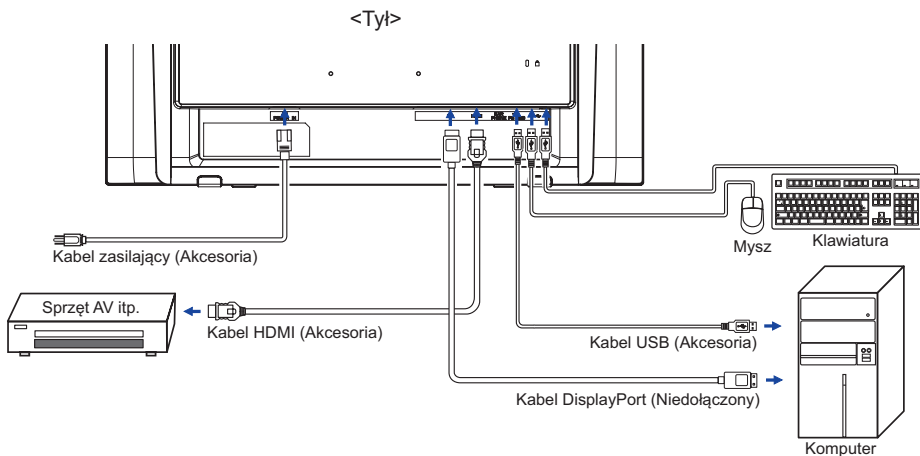 <Tył>
Kabel zasilający (Akcesoria)
Sprzęt AV itp.
Kabel HDMI (Akcesoria)
Mysz
Klawiatura
Kabel USB (Akcesoria)
Kabel DisplayPort (Niedołączony)
Komputer